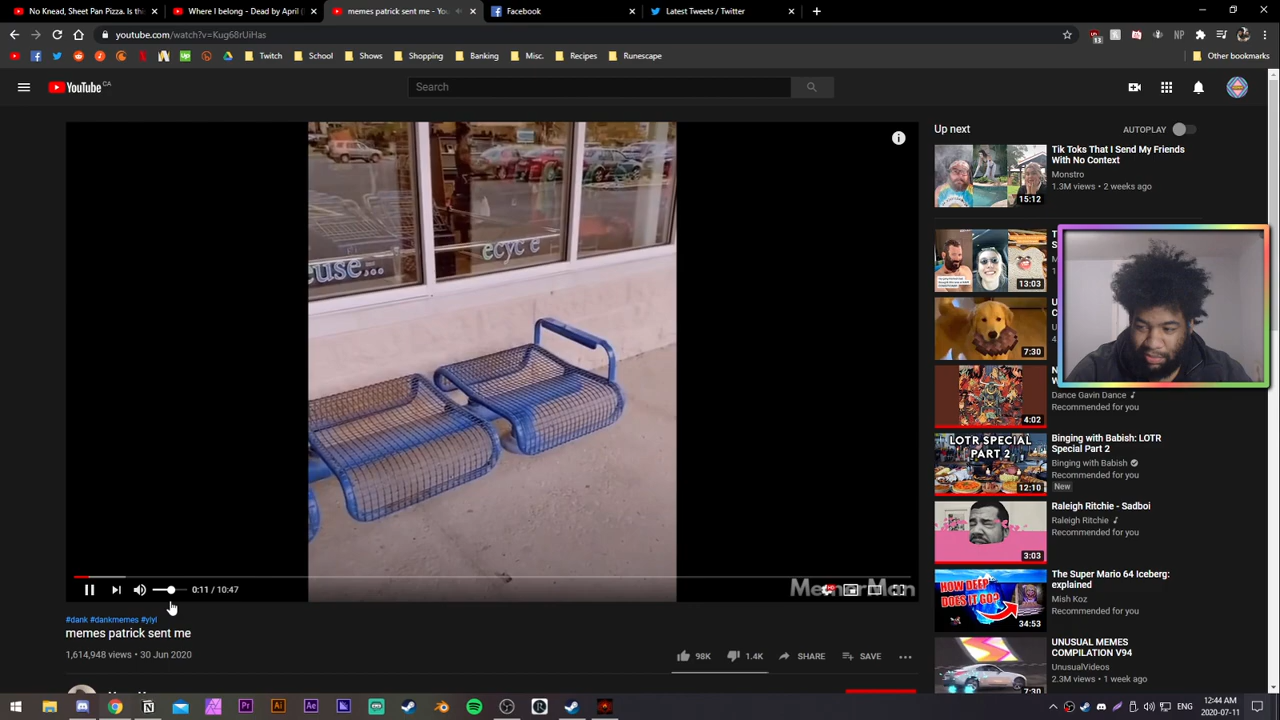 No Knead, Sheet Pan Pizza. Is thi
Where I belong - Dead by April (
memes patrick sent me - You
Facebook
Latest Tweets / Twitter
youtube.com/watch?v=Kug68rUiHas
Twitch
School
Shows
Shopping
Banking
Misc.
Recipes
Runescape
Other bookmarks
YouTube CA
Search
Up next
AUTOPLAY
Tik Toks That I Send My Friends
With No Context
Monstro
1.3M views • 2 weeks ago
15:12
euse...
ecyc e
13:03
7:30
Dance Gavin Dance
Recommended for you
4:02
LOTR SPECIAL
PART 2
12:10
Binging with Babish: LOTR
Special Part 2
Binging with Babish
Recommended for you
New
Raleigh Ritchie - Sadboi
Raleigh Ritchie
Recommended for you
3:03
HOW DEEP
DOES IT GO?
34:53
The Super Mario 64 Iceberg:
explained
Mish Koz
Recommended for you
UNUSUAL MEMES
COMPILATION V94
UnusualVideos
2.3M views • 1 week ago
7:30
0:11 / 10:47
MemerMan
#dank #dankmemes #ylyl
memes patrick sent me
1,614,948 views • 30 Jun 2020
98K
1.4K
SHARE
SAVE
ENG
12:44 AM
2020-07-11